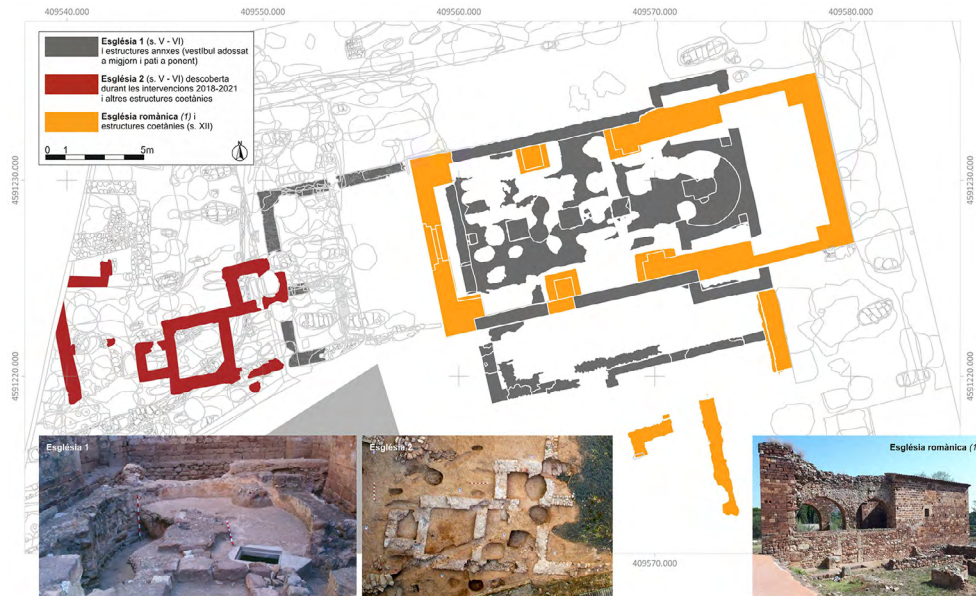 409540.000
409550.000
409560.000
409570.000
409580.000
Església 1 (s. V - VI)
i estructures annxes (vestíbul adossat
a migjorn i pati a ponent)
Església 2 (s. V - VI) descoberta
durant les intervencions 2018-2021
i altres estructures coetànies
Església romànica (1) i
estructures coetànies (s. XII)
0 1 5m
N
4591230.000
4591230.000
4591220.000
4591220.000
Església 1
Església 2
Església romànica (1)
409570.000